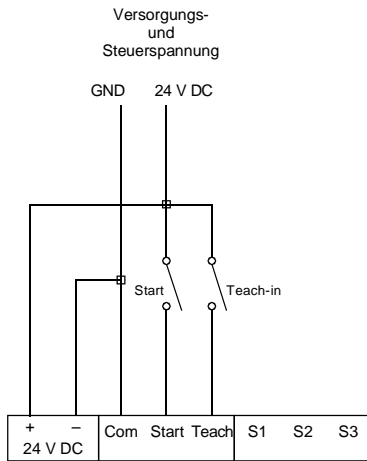 Versorgungs-
und
Steuerspannung
GND 24 V DC
Start Teach-in
+ – Com Start Teach S1 S2 S3
24 V DC